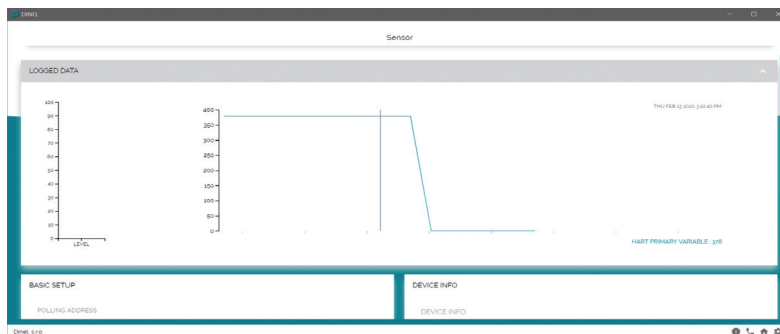 DINEL
Sensor
LOGGED DATA
100
90
80
70
60
50
40
30
20
10
0
LEVEL
400
350
300
250
200
150
100
50
0
THU FEB 13 2020, 3:12:40 PM
HART PRIMARY VARIABLE: 378
BASIC SETUP
POLLING ADDRESS
DEVICE INFO
DEVICE INFO
Dinel, s.r.o